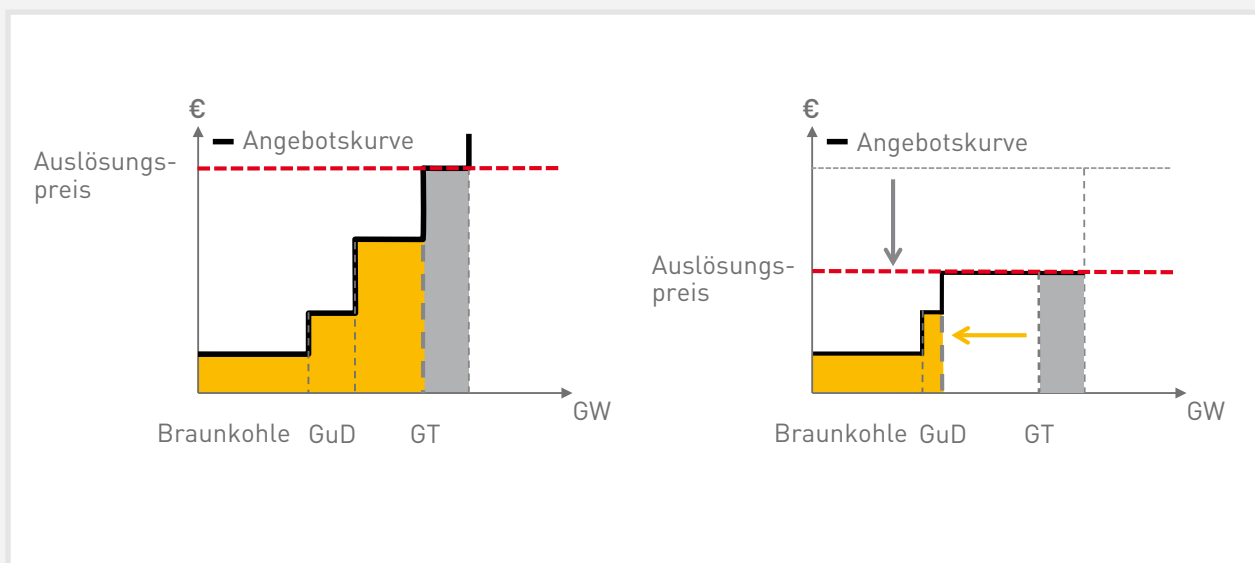 €
Angebotskurve
Auslösungs-
preis
GW
Braunkohle GuD GT
€
Angebotskurve
Auslösungs-
preis
GW
Braunkohle GuD GT